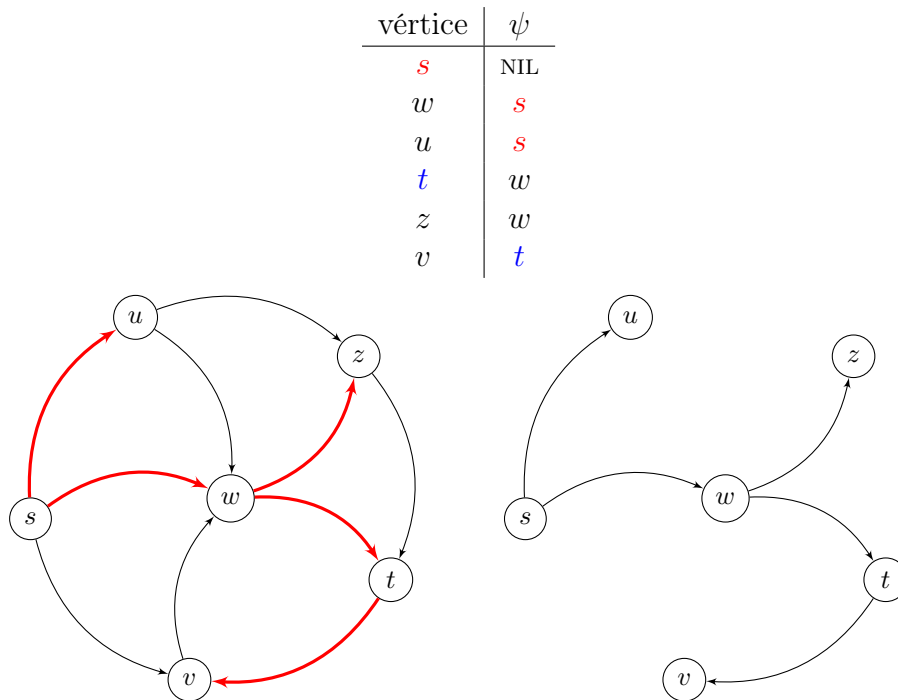 vértice ψ
s NIL
w s
u s
t w
z w
v t
u u
z z
w w
s s
t t
v v